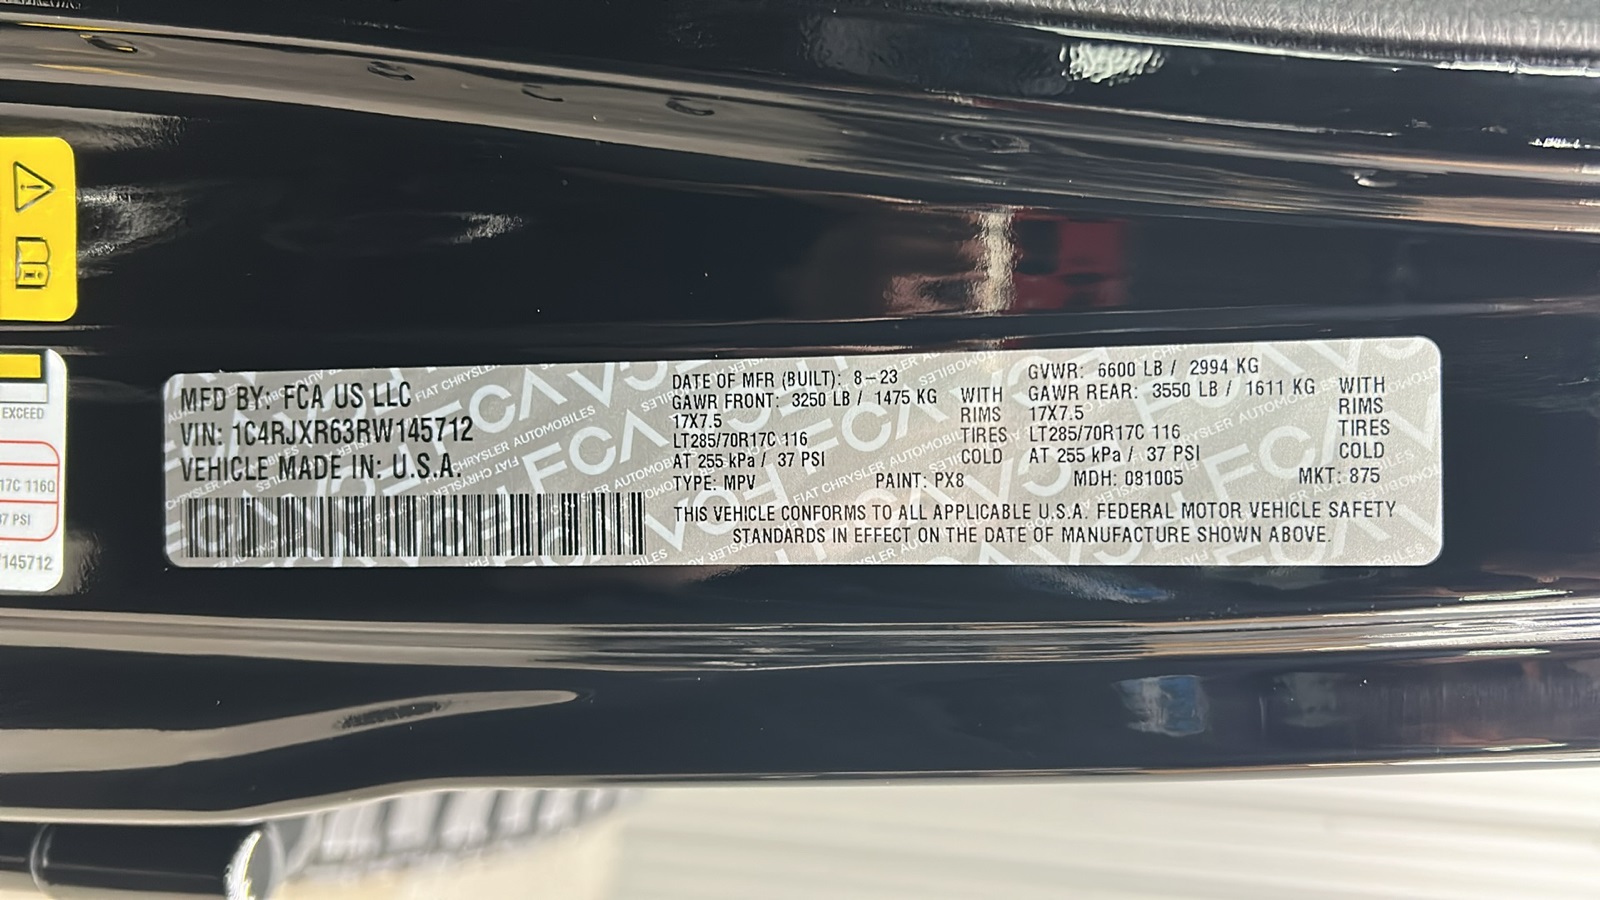 EXCEED
17C 116Q
37 PSI
145712
MFD BY: FCA US LLC
VIN: 1C4RJXR63RW145712
VEHICLE MADE IN: U.S.A.
DATE OF MFR (BUILT): 8-23
GAWR FRONT: 3250 LB / 1475 KG WITH
17X7.5 RIMS
LT285/70R17C 116 TIRES
AT 255 kPa / 37 PSI COLD
GVWR: 6600 LB / 2994 KG
GAWR REAR: 3550 LB / 1611 KG WITH
17X7.5 RIMS
LT285/70R17C 116 TIRES
AT 255 kPa / 37 PSI COLD
TYPE: MPV PAINT: PX8 MDH: 081005 MKT: 875
THIS VEHICLE CONFORMS TO ALL APPLICABLE U.S.A. FEDERAL MOTOR VEHICLE SAFETY
STANDARDS IN EFFECT ON THE DATE OF MANUFACTURE SHOWN ABOVE.